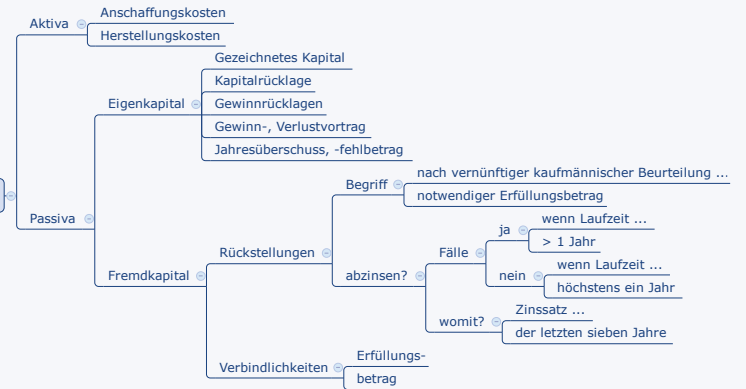 Aktiva
Anschaffungskosten
Herstellungskosten
Passiva
Eigenkapital
Gezeichnetes Kapital
Kapitalrücklage
Gewinnrücklagen
Gewinn-, Verlustvortrag
Jahresüberschuss, -fehlbetrag
Fremdkapital
Rückstellungen
Begriff
nach vernünftiger kaufmännischer Beurteilung ...
notwendiger Erfüllungsbetrag
abzinsen?
Fälle
ja
wenn Laufzeit ...
> 1 Jahr
nein
wenn Laufzeit ...
höchstens ein Jahr
womit?
Zinssatz ...
der letzten sieben Jahre
Verbindlichkeiten
Erfüllungs-
betrag